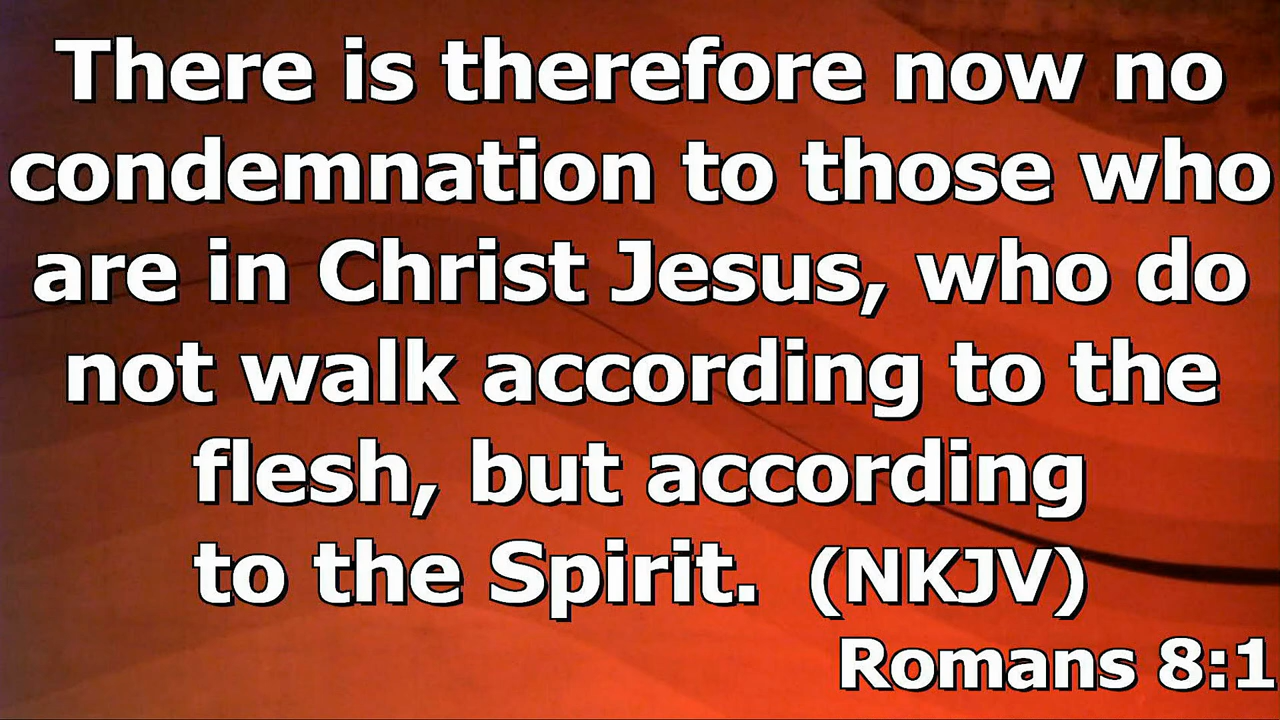 There is therefore now no
condemnation to those who
are in Christ Jesus, who do
not walk according to the
flesh, but according
to the Spirit. (NKJV)
Romans 8:1